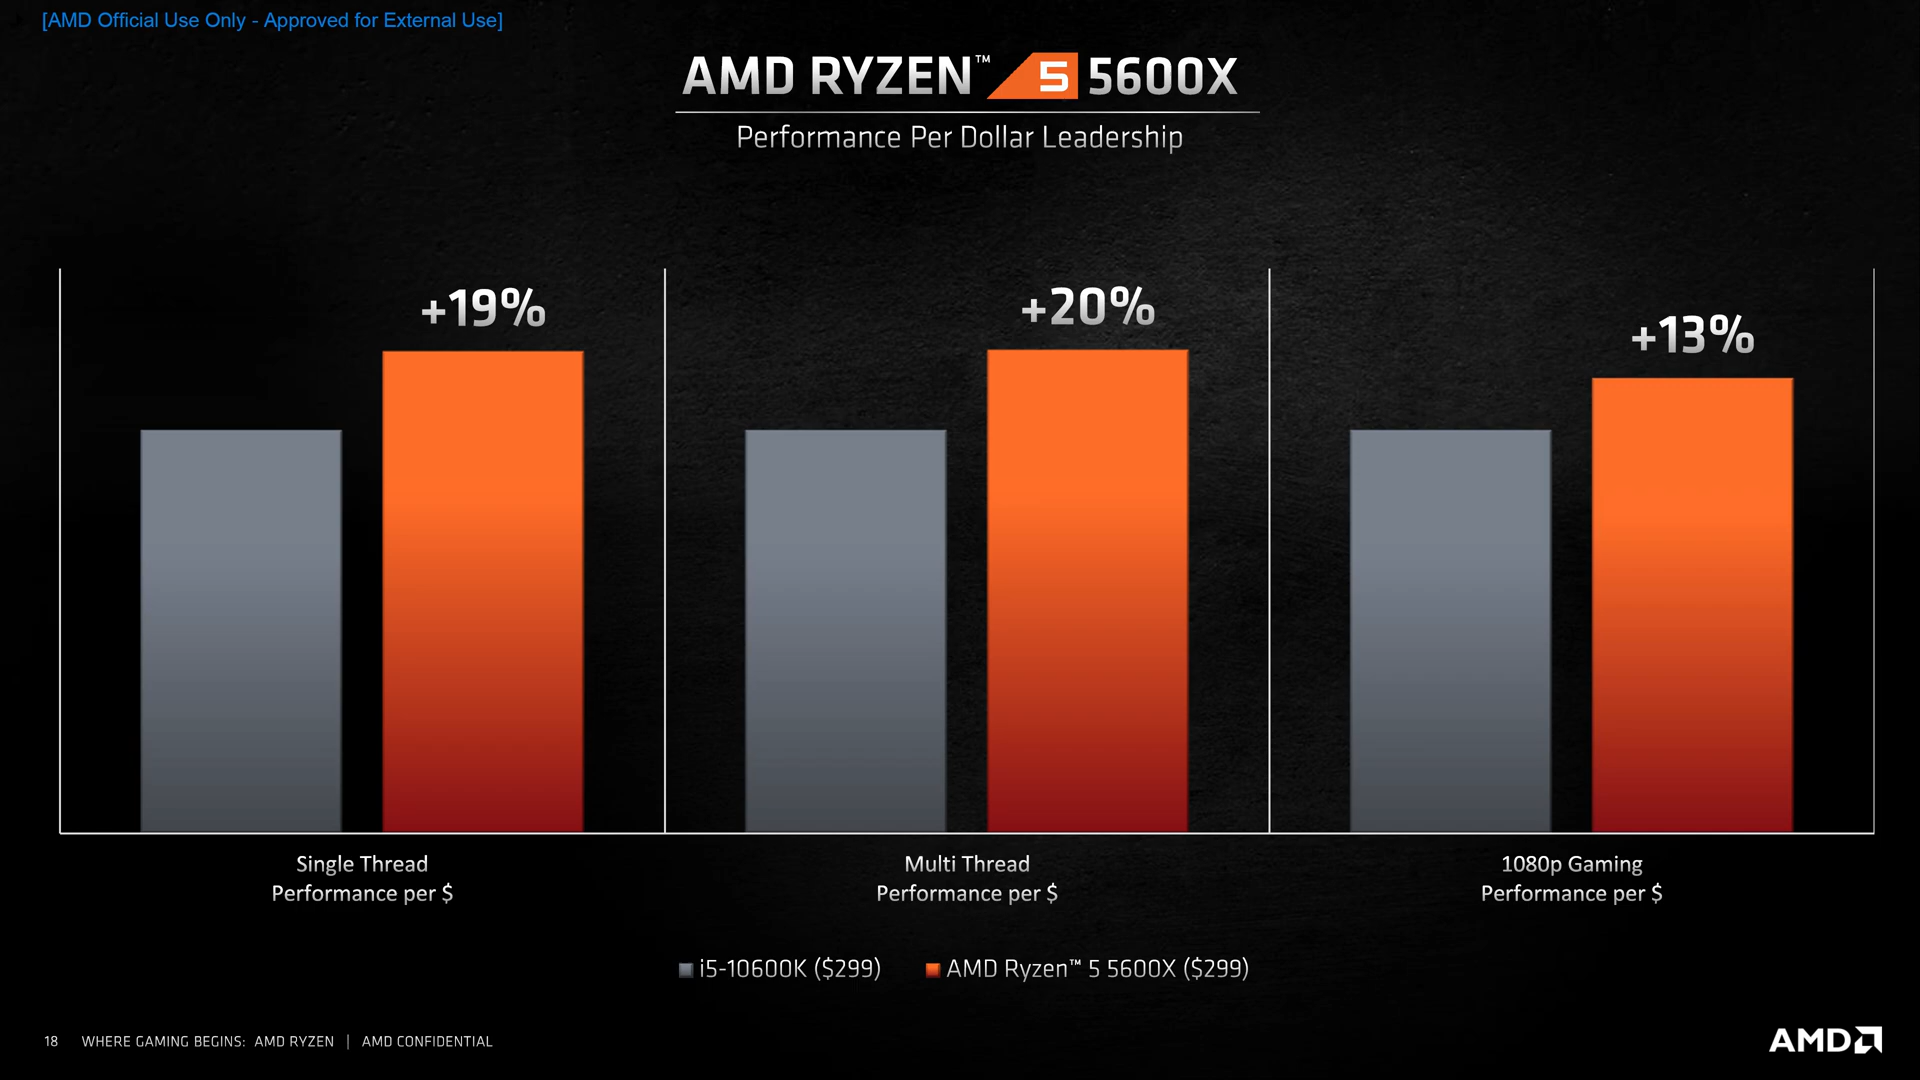 [AMD Official Use Only - Approved for External Use]
AMD RYZEN™ 5 5600X
Performance Per Dollar Leadership
+19%
+20%
+13%
Single Thread
Performance per $
Multi Thread
Performance per $
1080p Gaming
Performance per $
i5-10600K ($299)
AMD Ryzen™ 5 5600X ($299)
18 WHERE GAMING BEGINS: AMD RYZEN | AMD CONFIDENTIAL
AMD